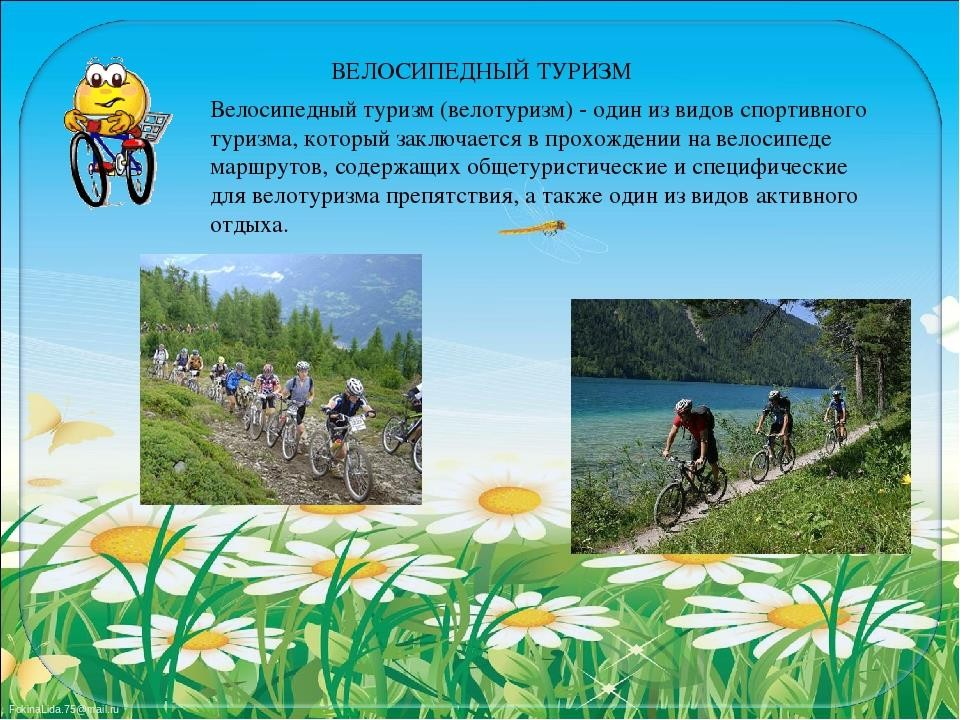 ВЕЛОСИПЕДНЫЙ ТУРИЗМ
Велосипедный туризм (велотуризм) - один из видов спортивного
туризма, который заключается в прохождении на велосипеде
маршрутов, содержащих общетуристические и специфические
для велотуризма препятствия, а также один из видов активного
отдыха.
FokinaLida.75@mail.ru